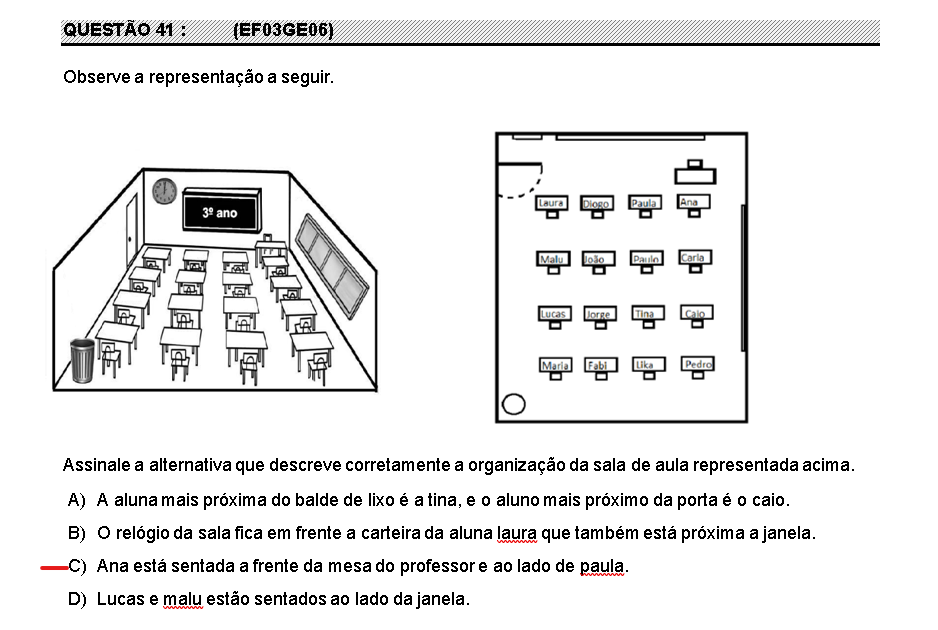 QUESTÃO 41 : (EF03GE06)
Observe a representação a seguir.
3º ano
Laura Diogo Paula Ana
Malu João Paulo Carla
Lucas Jorge Tina Caio
Maria Fabi Lika Pedro
Assinale a alternativa que descreve corretamente a organização da sala de aula representada acima.
A) A aluna mais próxima do balde de lixo é a tina, e o aluno mais próximo da porta é o caio.
B) O relógio da sala fica em frente a carteira da aluna laura que também está próxima a janela.
C) Ana está sentada a frente da mesa do professor e ao lado de paula.
D) Lucas e malu estão sentados ao lado da janela.